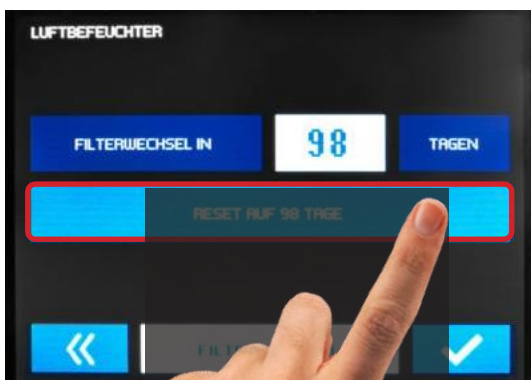 LUFTBEFEUCHTER
FILTERWECHSEL IN 98 TAGEN
RESET AUF 98 TAGE